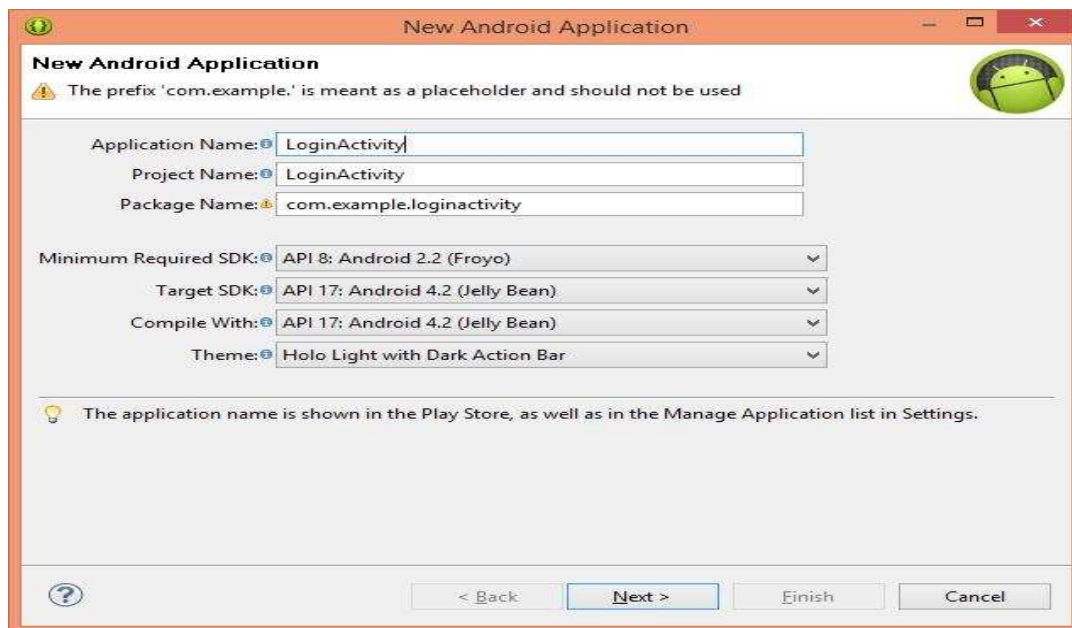 New Android Application
New Android Application
The prefix 'com.example.' is meant as a placeholder and should not be used
Application Name: LoginActivity
Project Name: LoginActivity
Package Name: com.example.loginactivity
Minimum Required SDK: API 8: Android 2.2 (Froyo)
Target SDK: API 17: Android 4.2 (Jelly Bean)
Compile With: API 17: Android 4.2 (Jelly Bean)
Theme: Holo Light with Dark Action Bar
The application name is shown in the Play Store, as well as in the Manage Application list in Settings.
< Back Next > Finish Cancel